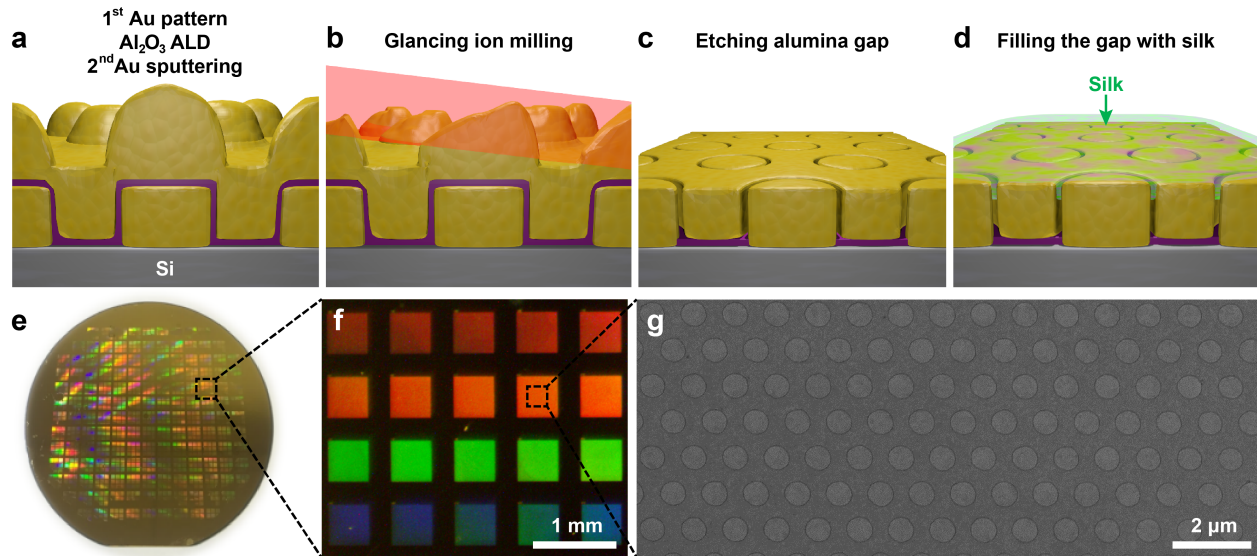 a
1st Au pattern
Al2O3 ALD
2nd Au sputtering
Si
b
Glancing ion milling
c
Etching alumina gap
d
Filling the gap with silk
Silk
e
f
1 mm
g
2 µm